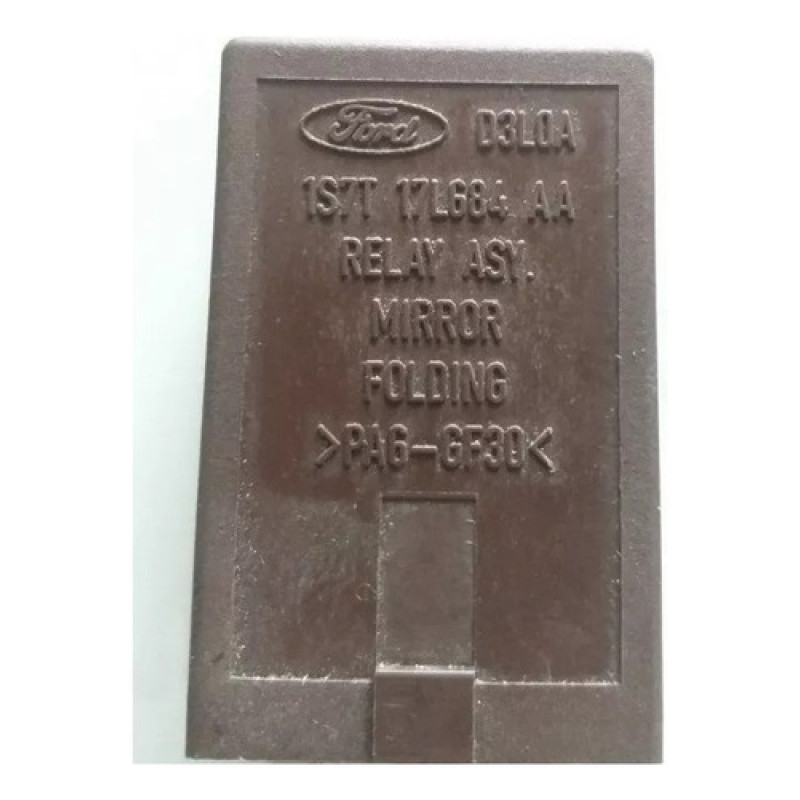 Ford D3L0A
1S7T 17L684 AA
RELAY ASY.
MIRROR
FOLDING
>PA6-GF30<